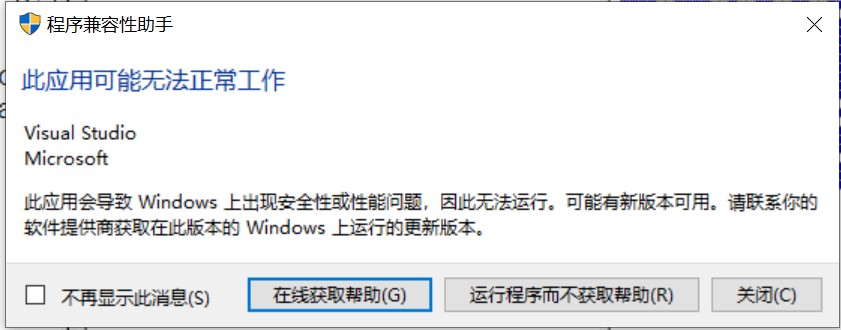 程序兼容性助手
此应用可能无法正常工作
Visual Studio
Microsoft
此应用会导致 Windows 上出现安全性或性能问题，因此无法运行。可能有新版本可用。请联系你的
软件提供商获取在此版本的 Windows 上运行的更新版本。
不再显示此消息(S)
在线获取帮助(G)
运行程序而不获取帮助(R)
关闭(C)